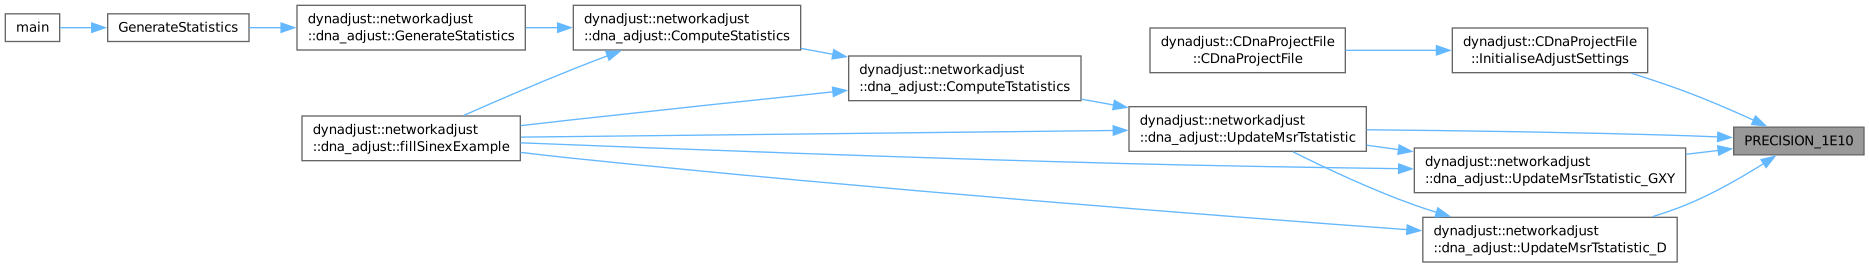 main
GenerateStatistics
dynadjust::networkadjust
::dna_adjust::GenerateStatistics
dynadjust::networkadjust
::dna_adjust::ComputeStatistics
dynadjust::networkadjust
::dna_adjust::fillSinexExample
dynadjust::networkadjust
::dna_adjust::ComputeTstatistics
dynadjust::CDnaProjectFile
::CDnaProjectFile
dynadjust::networkadjust
::dna_adjust::UpdateMsrTstatistic
dynadjust::CDnaProjectFile
::InitialiseAdjustSettings
dynadjust::networkadjust
::dna_adjust::UpdateMsrTstatistic_GXY
dynadjust::networkadjust
::dna_adjust::UpdateMsrTstatistic_D
PRECISION_1E10